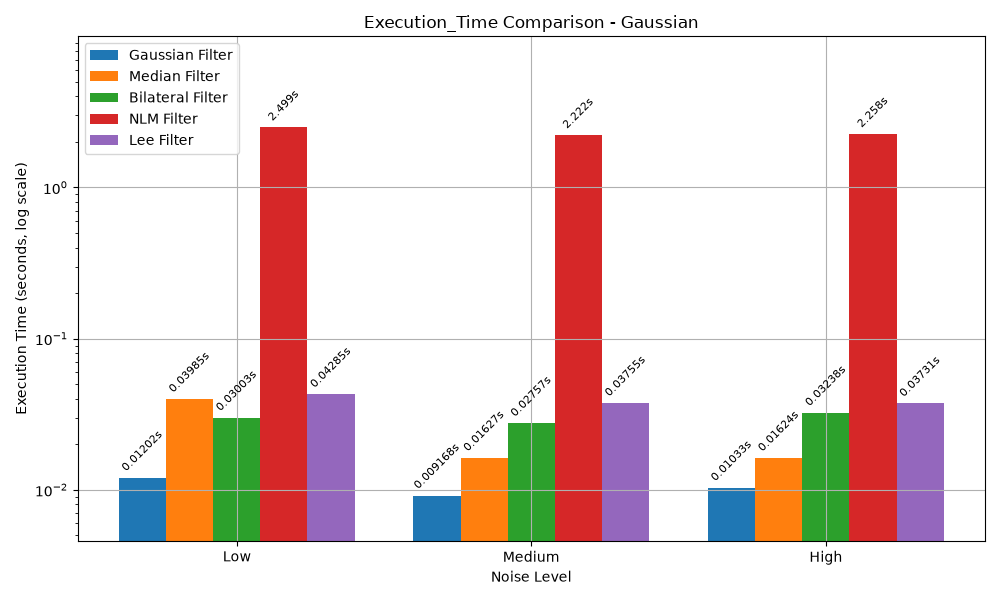 Execution_Time Comparison - Gaussian
Gaussian Filter
Median Filter
Bilateral Filter
NLM Filter
Lee Filter
Execution Time (seconds, log scale)
10⁰
10⁻¹
10⁻²
0.01202s
0.03985s
0.03003s
2.499s
0.04285s
0.009168s
0.01627s
0.02757s
2.222s
0.03755s
0.01033s
0.01624s
0.03238s
2.258s
0.03731s
Low
Medium
High
Noise Level